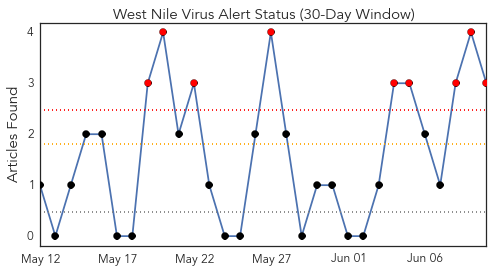 West Nile Virus Alert Status (30-Day Window)
Articles Found
4
3
2
1
0
May 12
May 17
May 22
May 27
Jun 01
Jun 06